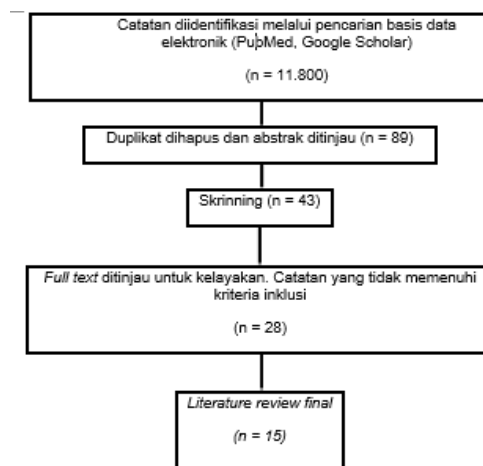 Catatan diidentifikasi melalui pencarian basis data
elektronik (PubMed, Google Scholar)
(n = 11.800)
Duplikat dihapus dan abstrak ditinjau (n = 89)
Skrinning (n = 43)
Full text ditinjau untuk kelayakan. Catatan yang tidak memenuhi
kriteria inklusi
(n = 28)
Literature review final
(n = 15)